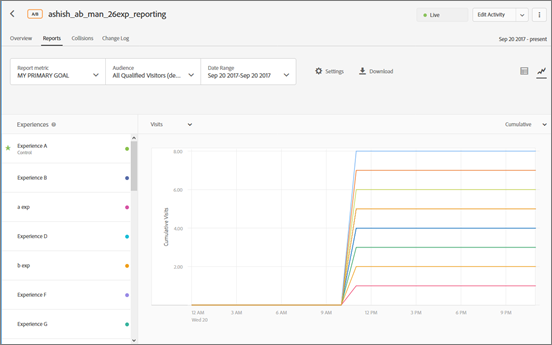 A/B ashish_ab_man_26exp_reporting
Live
Edit Activity
Overview Reports Collisions Change Log
Sep 20 2017 - present
Report metric
MY PRIMARY GOAL
Audience
All Qualified Visitors (de...
Date Range
Sep 20 2017-Sep 20 2017
Settings
Download
Experiences
Visits
Cumulative
Experience A
Control
Experience B
a exp
Experience D
b exp
Experience F
Experience G
Cumulative Visits
8.00
6.00
4.00
2.00
12 AM 3 AM 6 AM 9 AM 12 PM 3 PM 6 PM 9 PM
Wed 20